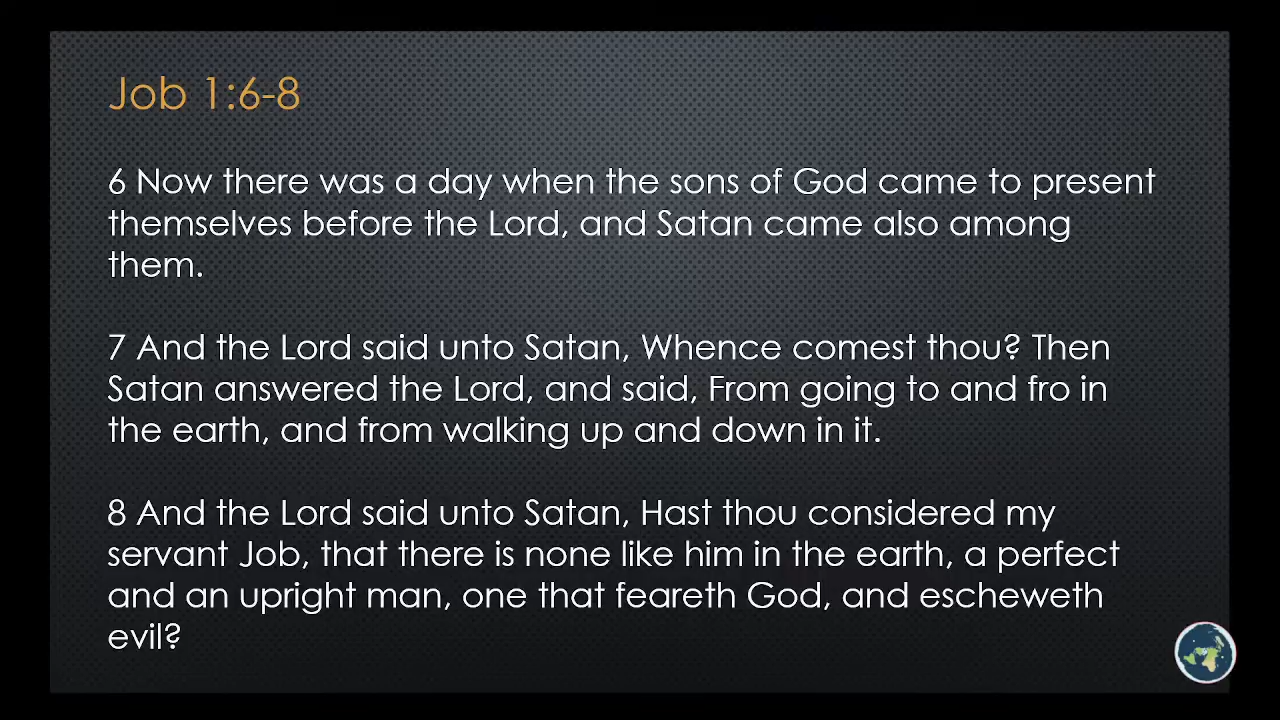 Job 1:6-8
6 Now there was a day when the sons of God came to present
themselves before the Lord, and Satan came also among
them.
7 And the Lord said unto Satan, Whence comest thou? Then
Satan answered the Lord, and said, From going to and fro in
the earth, and from walking up and down in it.
8 And the Lord said unto Satan, Hast thou considered my
servant Job, that there is none like him in the earth, a perfect
and an upright man, one that feareth God, and escheweth
evil?